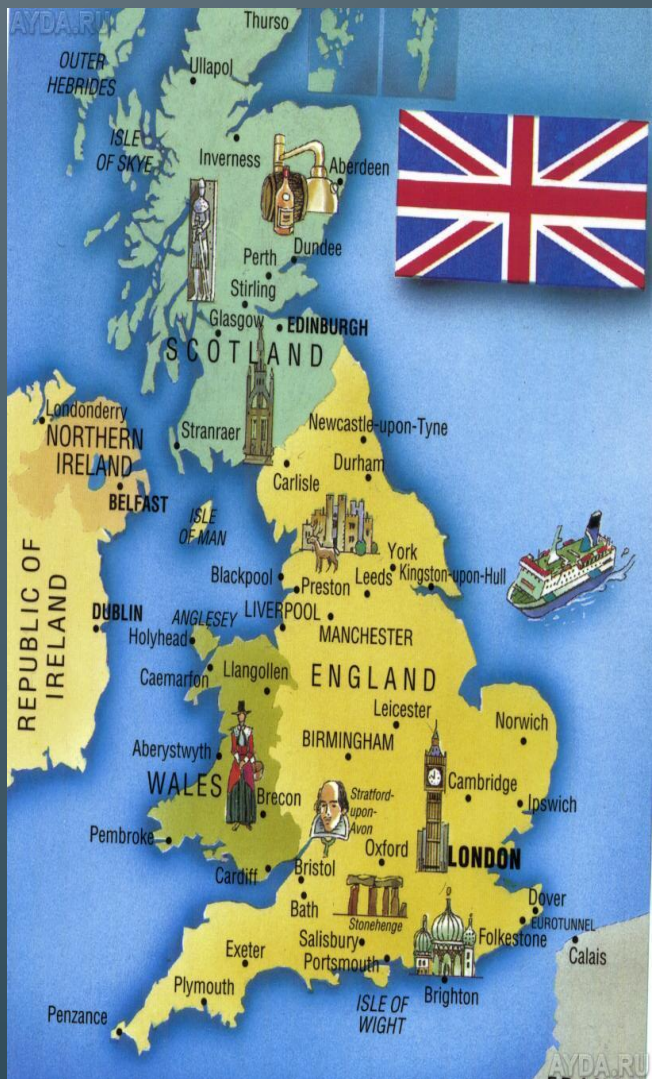 AYDA.RU
Thurso
OUTER
HEBRIDES
Ullapol
ISLE
OF SKYE
Inverness
Aberdeen
Perth
Dundee
Stirling
Glasgow
EDINBURGH
SCOTLAND
Londonderry
NORTHERN
IRELAND
BELFAST
Stranraer
Newcastle-upon-Tyne
Durham
Carlisle
ISLE
OF MAN
York
Blackpool
Preston
Leeds
Kingston-upon-Hull
REPUBLIC OF
IRELAND
DUBLIN
ANGLESEY
LIVERPOOL
MANCHESTER
Holyhead
Caemarfon
Llangollen
ENGLAND
Leicester
Norwich
BIRMINGHAM
Aberystwyth
WALES
Brecon
Stratford-
upon-
Avon
Cambridge
Ipswich
Pembroke
Oxford
LONDON
Cardiff
Bristol
Bath
Stonehenge
Dover
EUROTUNNEL
Folkestone
Calais
Exeter
Salisbury
Portsmouth
Plymouth
ISLE OF
WIGHT
Brighton
Penzance
AYDA.RU